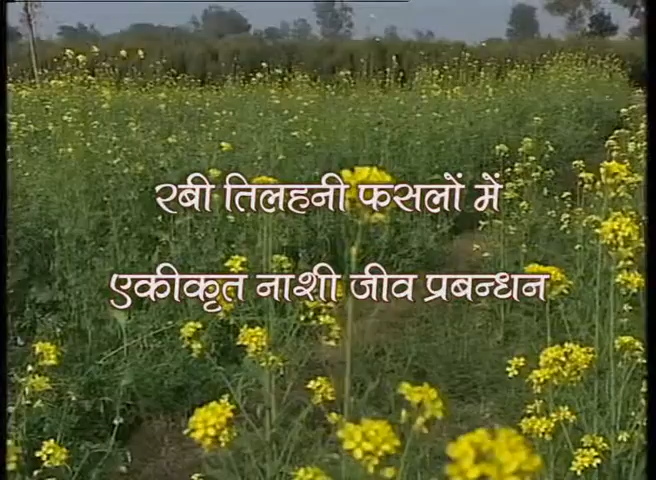 रबी तिलहनी फसलों में
एकीकृत नाशी जीव प्रबन्धन